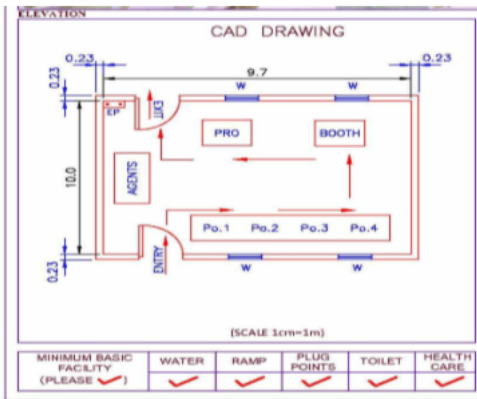 ELEVATION
CAD DRAWING
0.23
9.7
0.23
0.23
W
W
EP
EXIT
PRO
BOOTH
10.0
AGENTS
Po.1 Po.2 Po.3 Po.4
ENTRY
0.23
W
W
(SCALE 1cm=1m)
MINIMUM BASIC FACILITY (PLEASE ✓)
WATER
RAMP
PLUG POINTS
TOILET
HEALTH CARE
✓ ✓ ✓ ✓ ✓